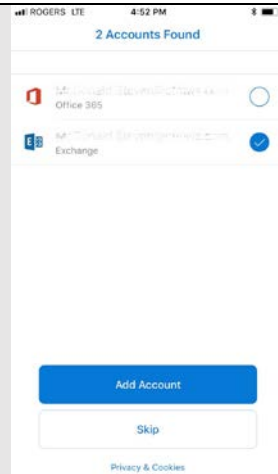 ROGERS LTE 4:52 PM
2 Accounts Found
Office 365
Exchange
Add Account
Skip
Privacy & Cookies